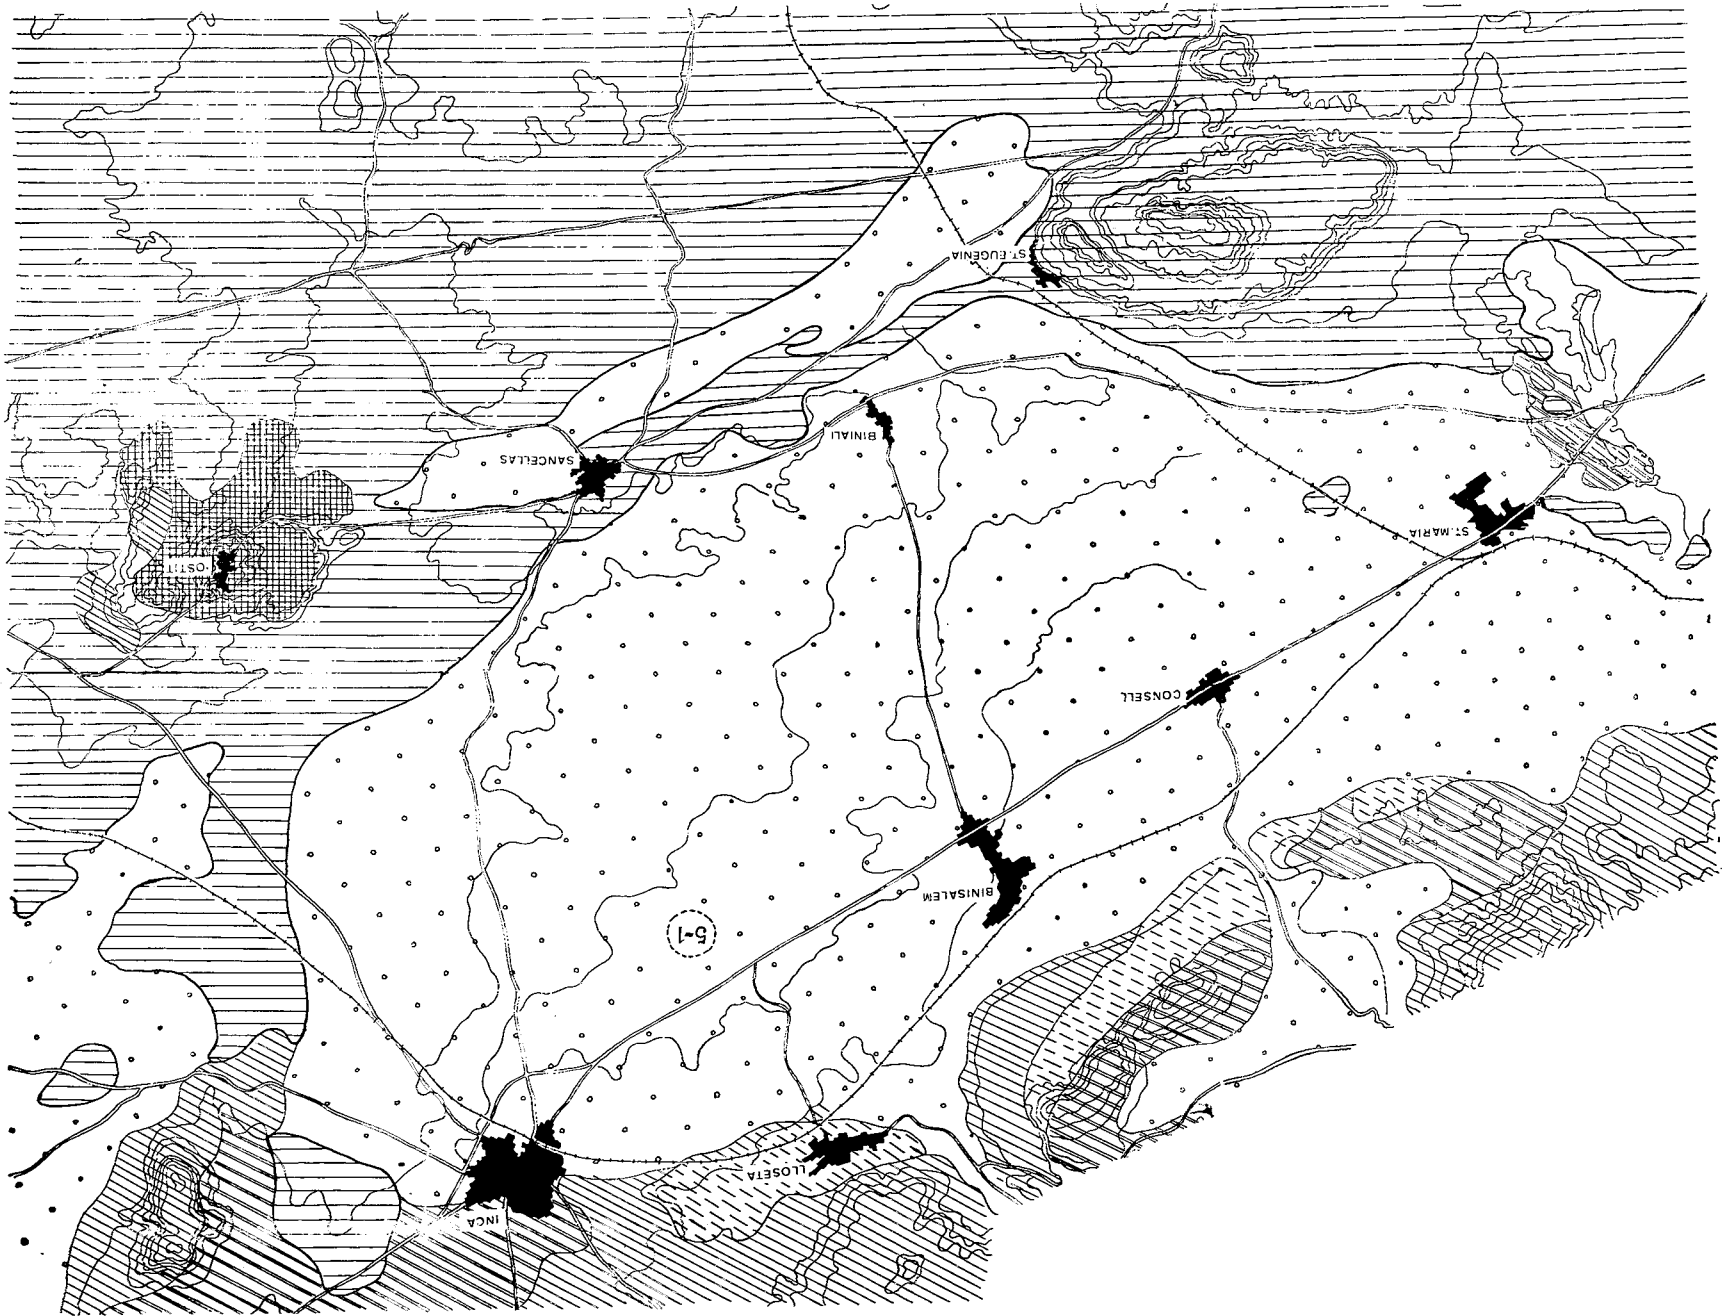 INCA
LLOSETA
5-1
BINISALEM
CONSELL
ST.MARIA
SANCELLAS
BINIALI
ST.EUGENIA